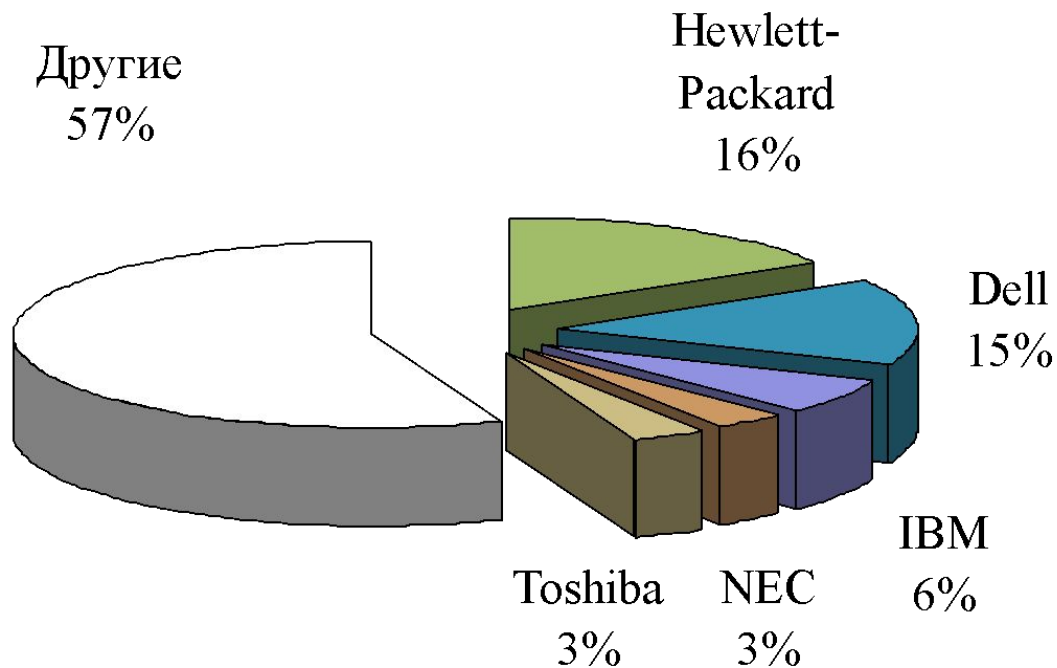 Другие
57%
Hewlett-
Packard
16%
Dell
15%
IBM
6%
NEC
3%
Toshiba
3%